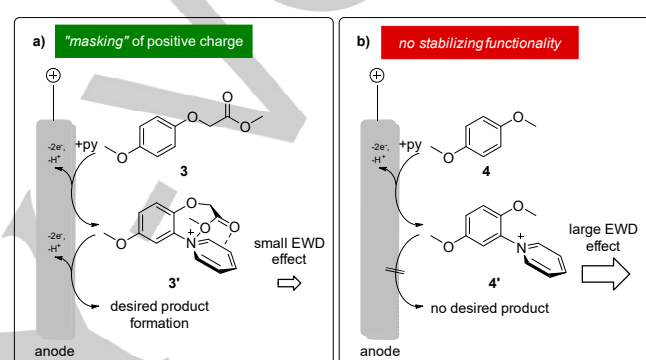 a) "masking" of positive charge
⊕
O
O
O
O
-2e⁻,
-H⁺
+py
3
O
O
O
O
N
+
-2e⁻,
-H⁺
3'
small EWD
effect
desired product
formation
anode
b) no stabilizing functionality
⊕
O
O
-2e⁻,
-H⁺
+py
4
O
O
N
+
4'
large EWD
effect
no desired product
anode